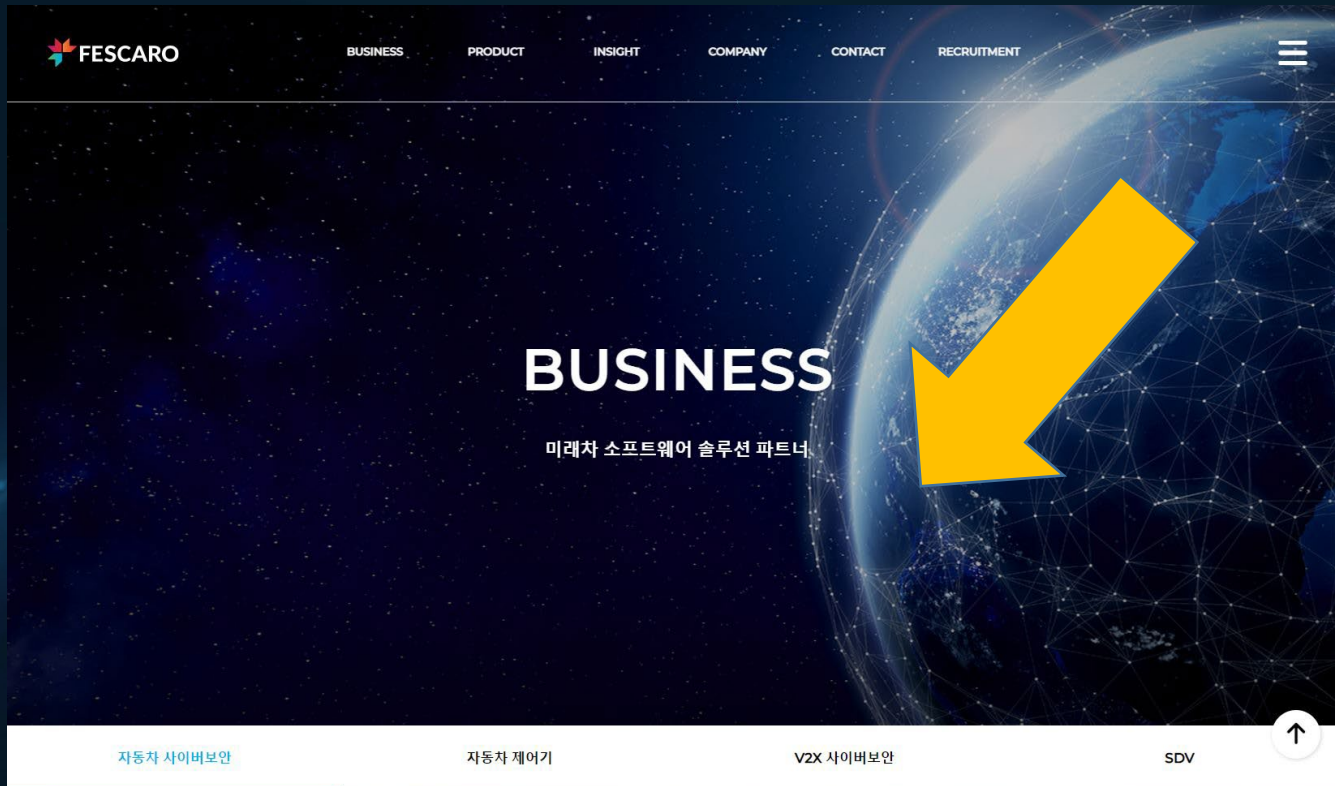 FESCARO
BUSINESS PRODUCT INSIGHT COMPANY CONTACT RECRUITMENT
BUSINESS
미래차 소프트웨어 솔루션 파트너
자동차 사이버보안 자동차 제어기 V2X 사이버보안 SDV